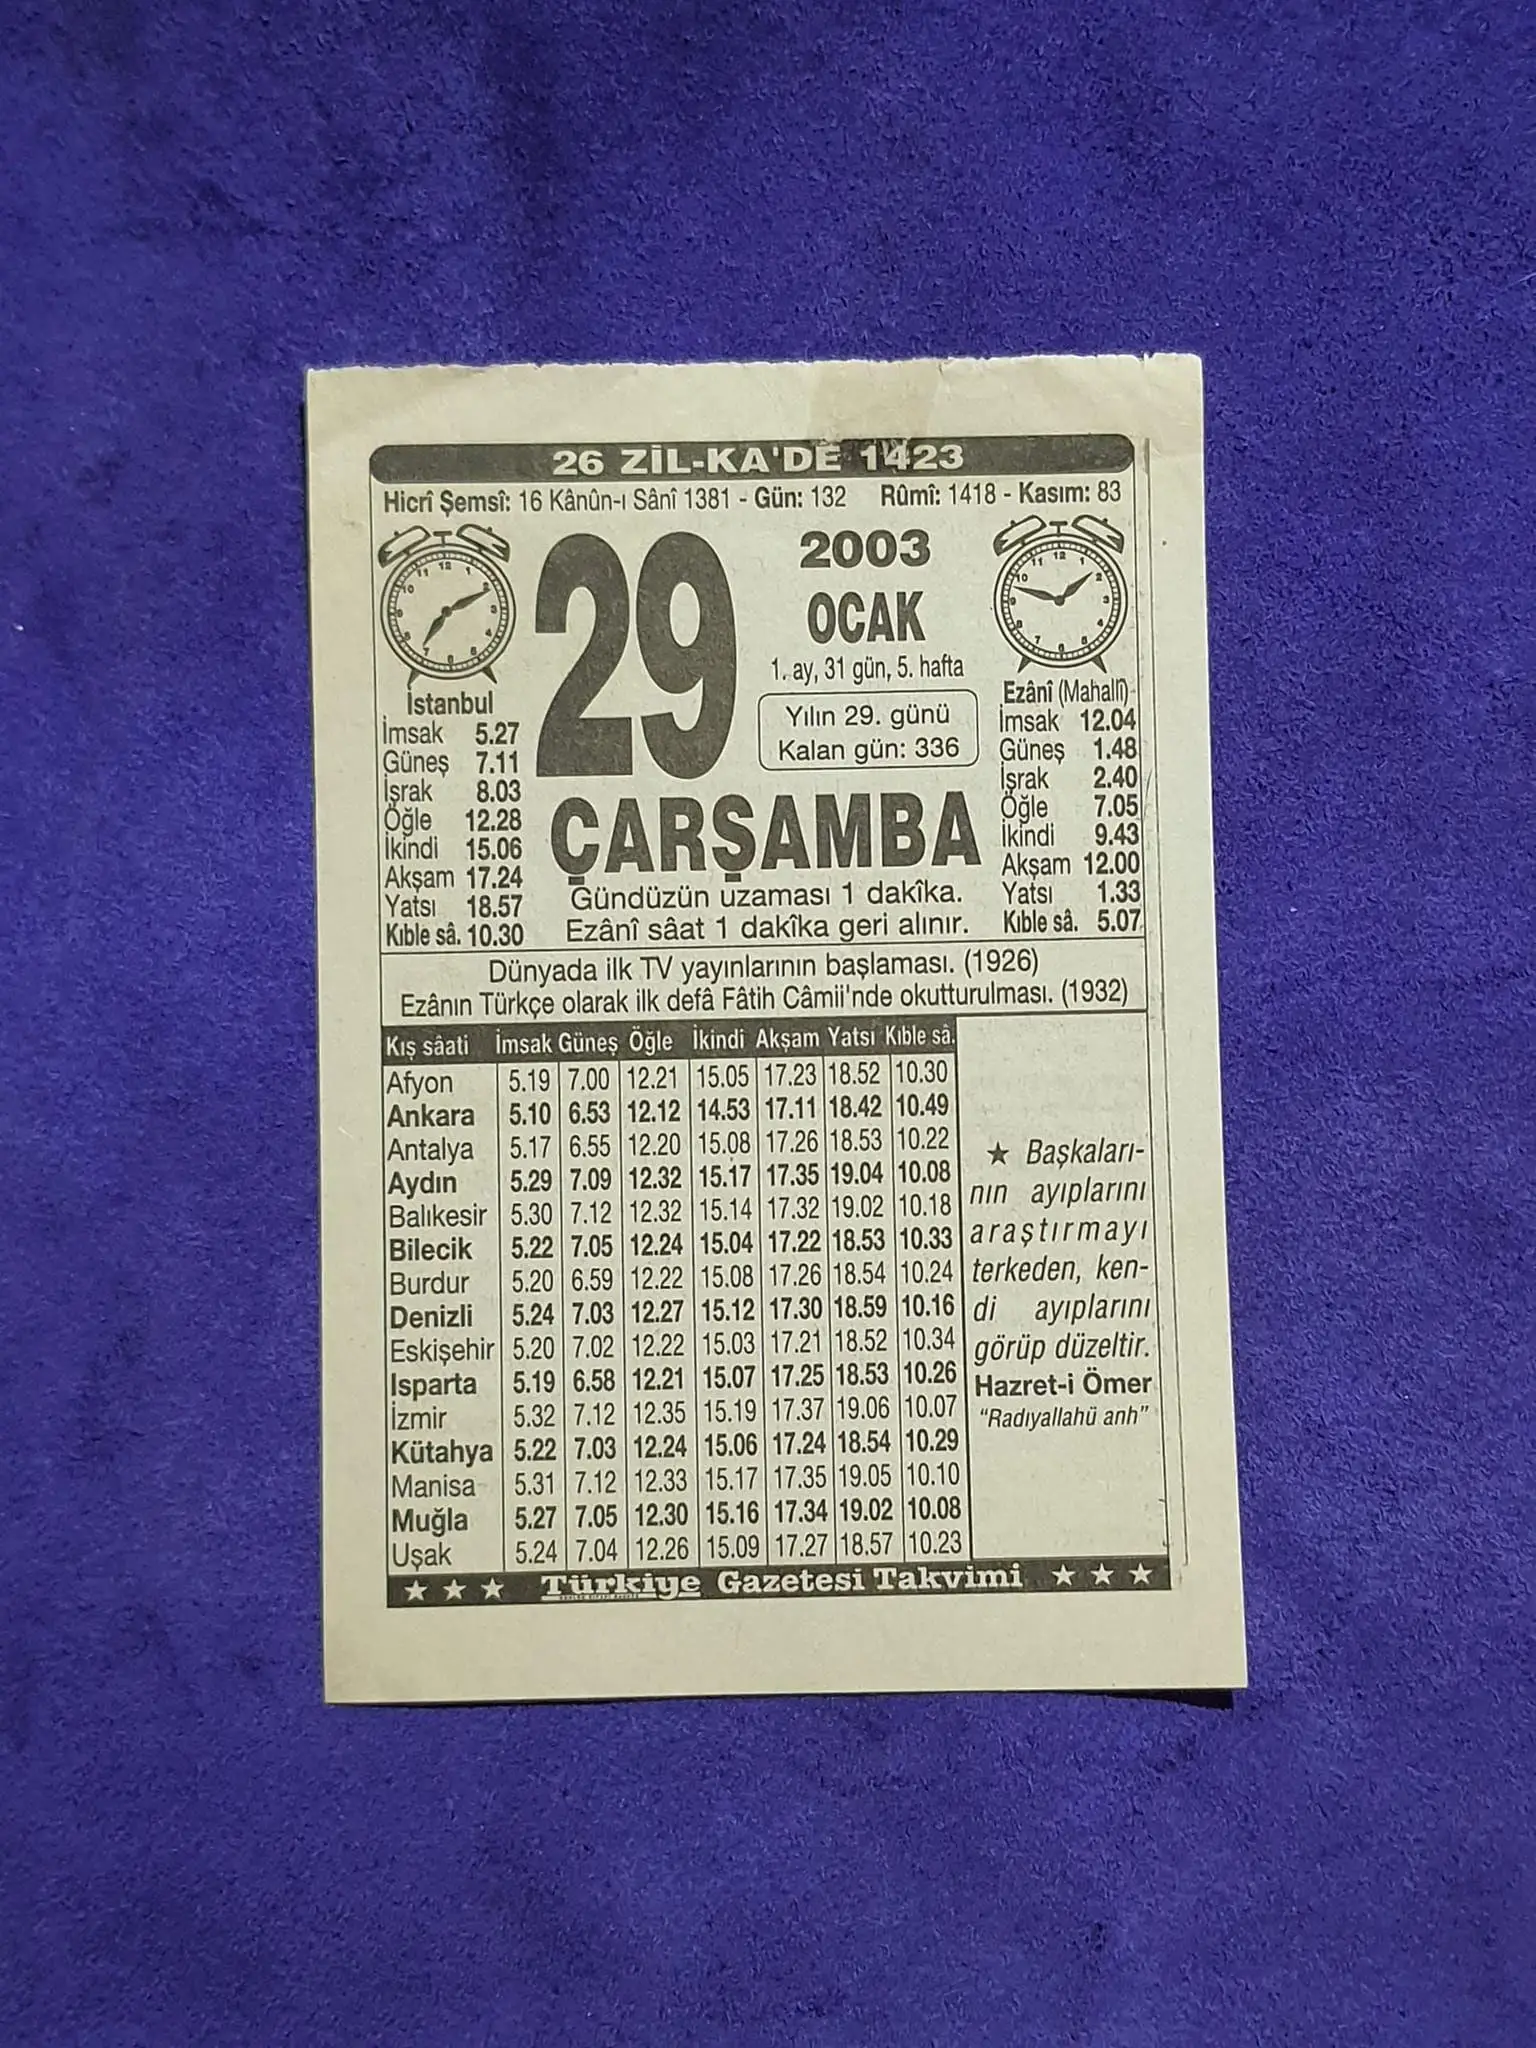 26 ZİL-KA'DE 1423
Hicrî Şemsî: 16 Kânûn-ı Sânî 1381 - Gün: 132 Rûmî: 1418 - Kasım: 83
29
2003
OCAK
1. ay, 31 gün, 5. hafta
Yılın 29. günü
Kalan gün: 336
ÇARŞAMBA
Gündüzün uzaması 1 dakîka.
Ezânî sâat 1 dakîka geri alınır.
İstanbul
İmsak 5.27
Güneş 7.11
İşrak 8.03
Öğle 12.28
İkindi 15.06
Akşam 17.24
Yatsı 18.57
Kıble sâ. 10.30
Ezânî (Mahallî)
İmsak 12.04
Güneş 1.48
İşrak 2.40
Öğle 7.05
İkindi 9.43
Akşam 12.00
Yatsı 1.33
Kıble sâ. 5.07
Dünyada ilk TV yayınlarının başlaması. (1926)
Ezânın Türkçe olarak ilk defâ Fâtih Câmii'nde okutturulması. (1932)
Kış sâati İmsak Güneş Öğle İkindi Akşam Yatsı Kıble sâ.
Afyon 5.19 7.00 12.21 15.05 17.23 18.52 10.30
Ankara 5.10 6.53 12.12 14.53 17.11 18.42 10.49
Antalya 5.17 6.55 12.20 15.08 17.26 18.53 10.22
Aydın 5.29 7.09 12.32 15.17 17.35 19.04 10.08
Balıkesir 5.30 7.12 12.32 15.14 17.32 19.02 10.18
Bilecik 5.22 7.05 12.24 15.04 17.22 18.53 10.33
Burdur 5.20 6.59 12.22 15.08 17.26 18.54 10.24
Denizli 5.24 7.03 12.27 15.12 17.30 18.59 10.16
Eskişehir 5.20 7.02 12.22 15.03 17.21 18.52 10.34
Isparta 5.19 6.58 12.21 15.07 17.25 18.53 10.26
İzmir 5.32 7.12 12.35 15.19 17.37 19.06 10.07
Kütahya 5.22 7.03 12.24 15.06 17.24 18.54 10.29
Manisa 5.31 7.12 12.33 15.17 17.35 19.05 10.10
Muğla 5.27 7.05 12.30 15.16 17.34 19.02 10.08
Uşak 5.24 7.04 12.26 15.09 17.27 18.57 10.23
★ Başkaları-
nın ayıplarını
araştırmayı
terkeden, ken-
di ayıplarını
görüp düzeltir.
Hazret-i Ömer
"Radıyallahü anh"
★ ★ ★ Türkiye Gazetesi Takvimi ★ ★ ★